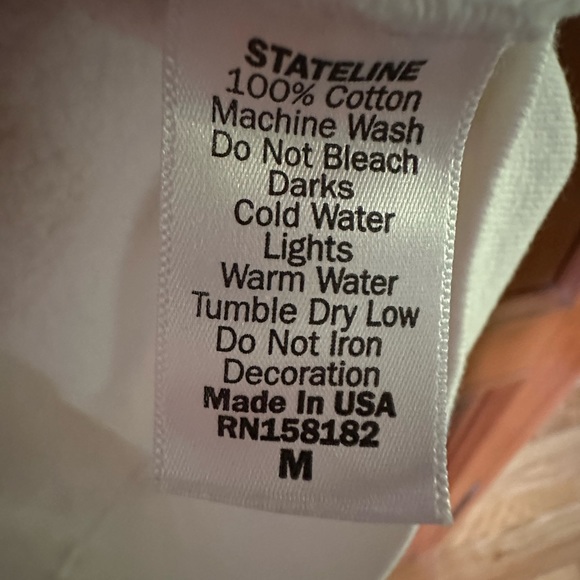 STATELINE
100% Cotton
Machine Wash
Do Not Bleach
Darks
Cold Water
Lights
Warm Water
Tumble Dry Low
Do Not Iron
Decoration
Made In USA
RN158182
M